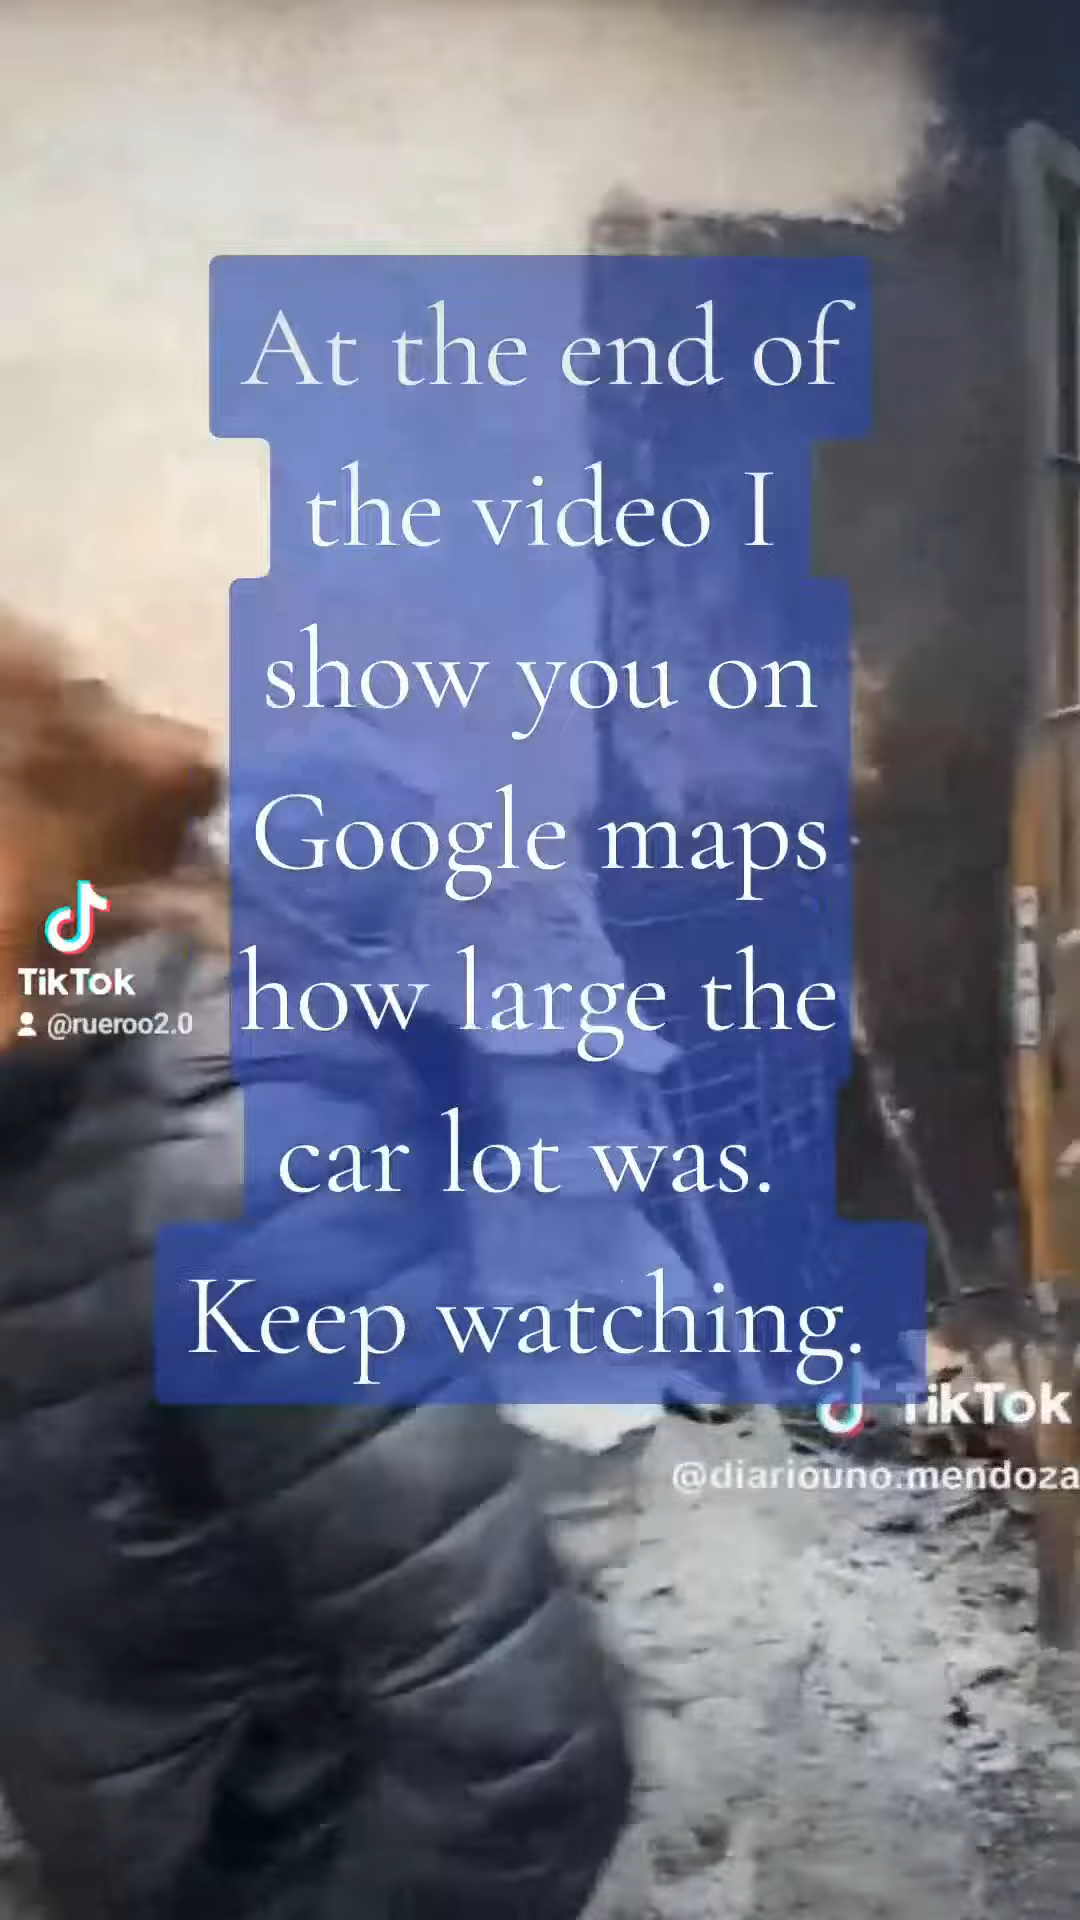 At the end of
the video I
show you on
Google maps
how large the
car lot was.
Keep watching.
TikTok
@rueroo2.0
TikTok
@diariouno.mendoza